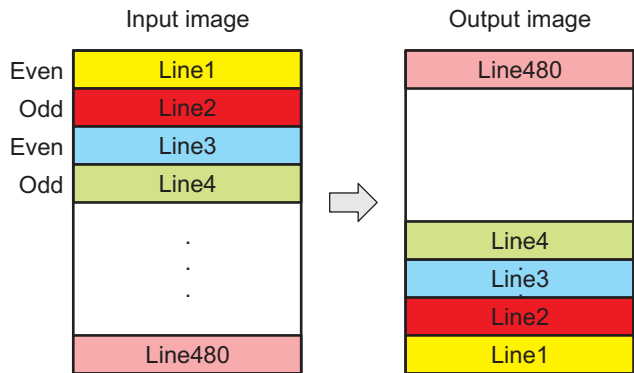 Input image
Even Line1
Odd Line2
Even Line3
Odd Line4
.
.
.
Line480
Output image
Line480
Line4
Line3
Line2
Line1